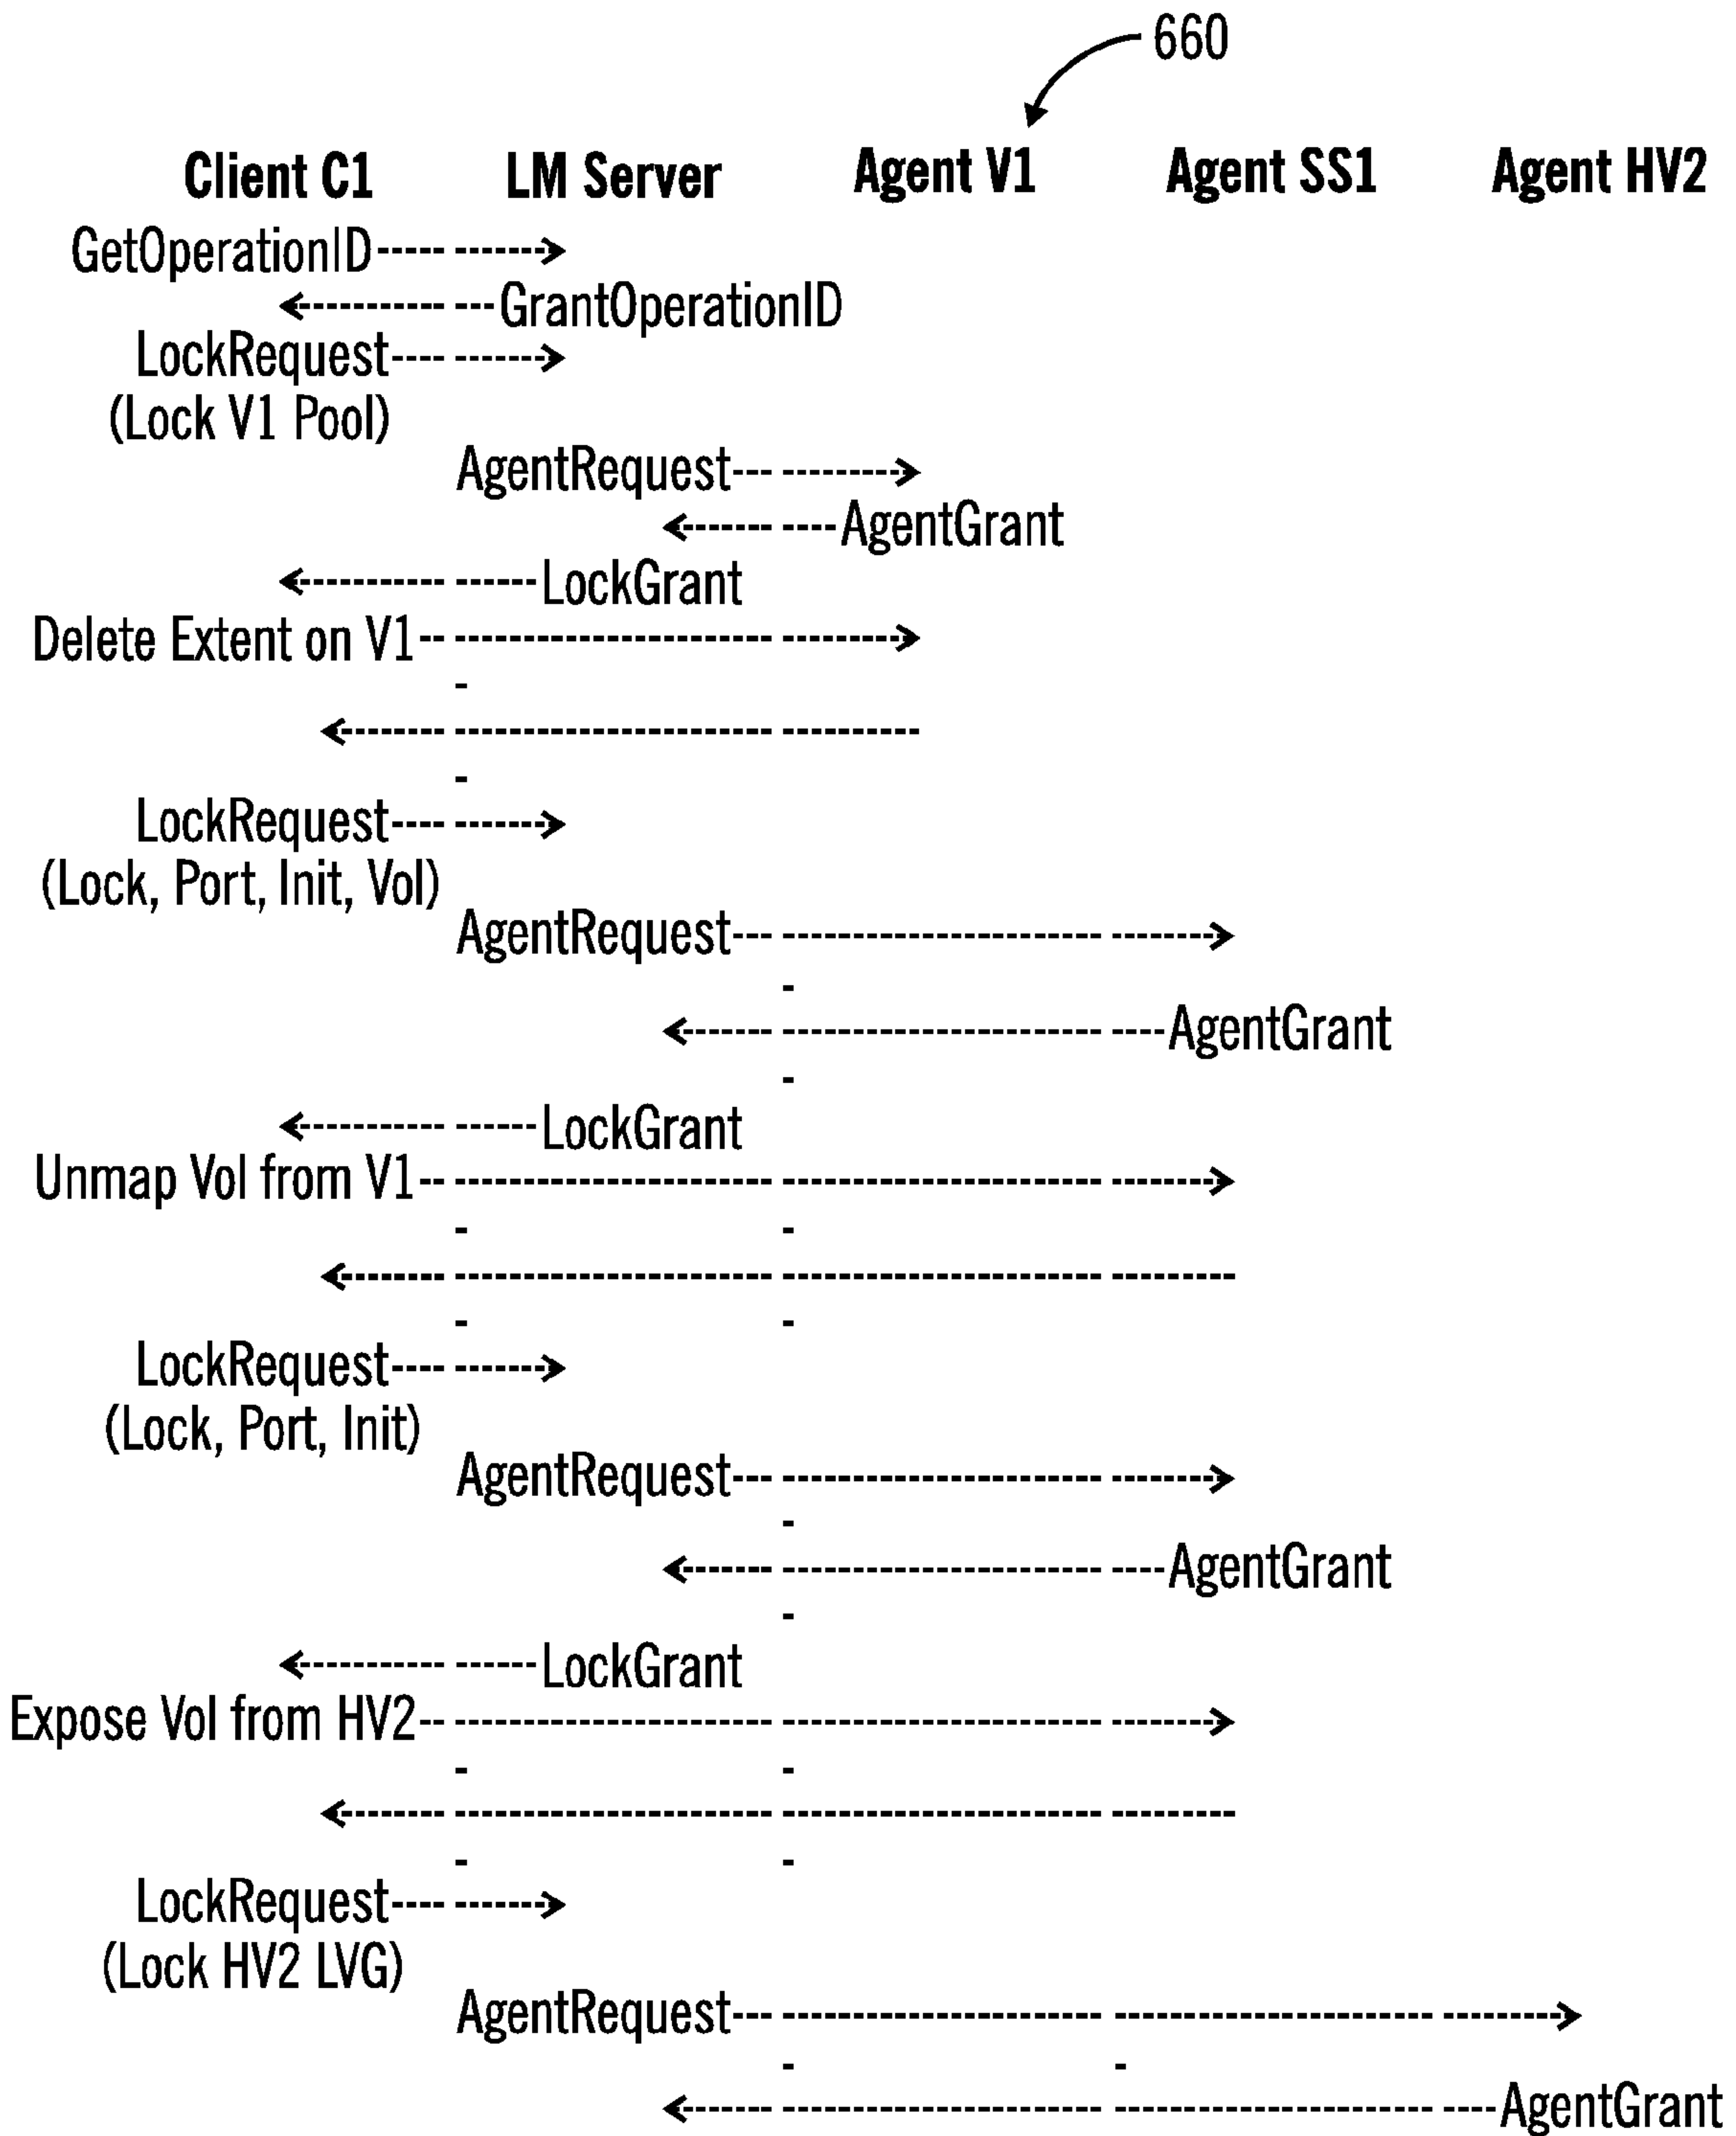 660
Client C1 LM Server Agent V1 Agent SS1 Agent HV2
GetOperationID
GrantOperationID
LockRequest
(Lock V1 Pool)
AgentRequest
AgentGrant
LockGrant
Delete Extent on V1
LockRequest
(Lock, Port, Init, Vol)
AgentRequest
AgentGrant
LockGrant
Unmap Vol from V1
LockRequest
(Lock, Port, Init)
AgentRequest
AgentGrant
LockGrant
Expose Vol from HV2
LockRequest
(Lock HV2 LVG)
AgentRequest
AgentGrant